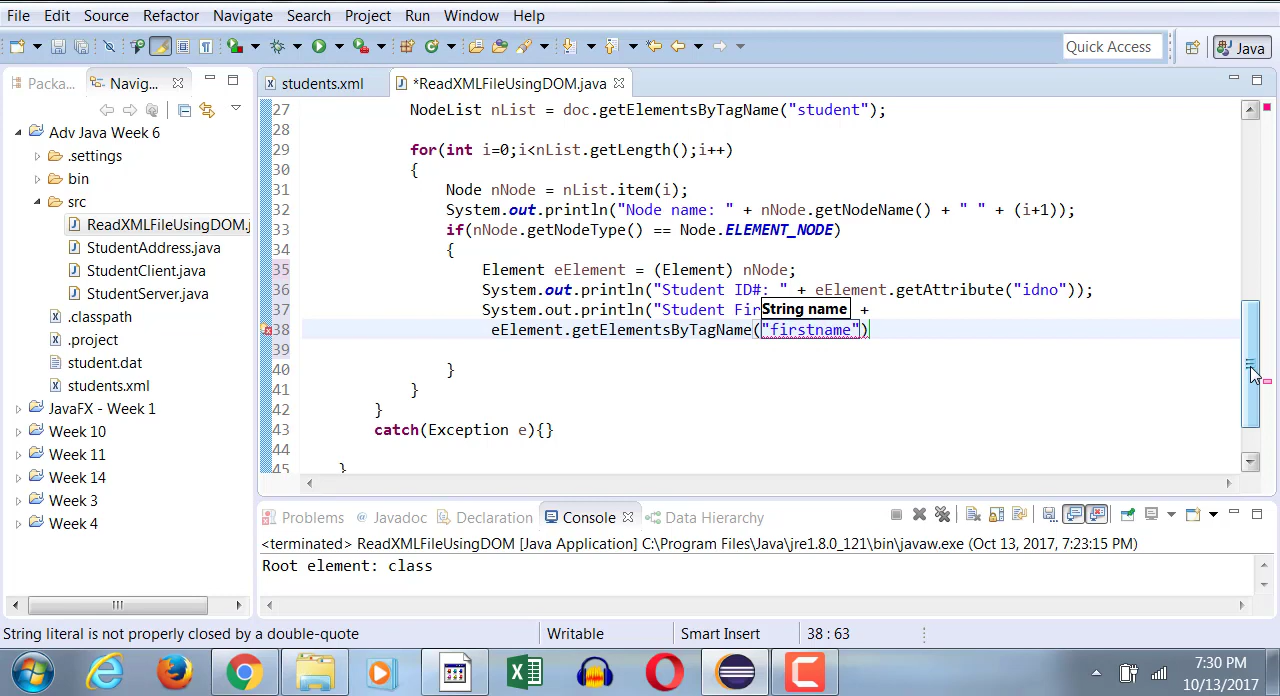 File Edit Source Refactor Navigate Search Project Run Window Help
Quick Access
Java
Packa... Navig...
students.xml *ReadXMLFileUsingDOM.java
Adv Java Week 6
.settings
bin
src
ReadXMLFileUsingDOM.j
StudentAddress.java
StudentClient.java
StudentServer.java
.classpath
.project
student.dat
students.xml
JavaFX - Week 1
Week 10
Week 11
Week 14
Week 3
Week 4
27 NodeList nList = doc.getElementsByTagName("student");
28
29 for(int i=0;i<nList.getLength();i++)
30 {
31 Node nNode = nList.item(i);
32 System.out.println("Node name: " + nNode.getNodeName() + " " + (i+1));
33 if(nNode.getNodeType() == Node.ELEMENT_NODE)
34 {
35 Element eElement = (Element) nNode;
36 System.out.println("Student ID#: " + eElement.getAttribute("idno"));
37 System.out.println("Student Fir +
String name
38 eElement.getElementsByTagName("firstname")
39
40 }
41 }
42 }
43 catch(Exception e){}
44
45 }
Problems @ Javadoc Declaration Console Data Hierarchy
<terminated> ReadXMLFileUsingDOM [Java Application] C:\Program Files\Java\jre1.8.0_121\bin\javaw.exe (Oct 13, 2017, 7:23:15 PM)
Root element: class
String literal is not properly closed by a double-quote Writable Smart Insert 38 : 63
7:30 PM
10/13/2017